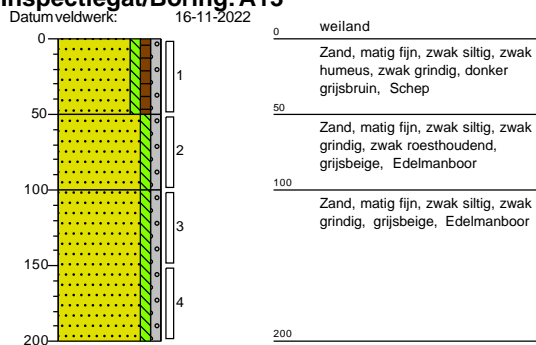 Inspectiegat/Boring: A15
Datum veldwerk: 16-11-2022
0
50
100
150
200
1
2
3
4
0 weiland
Zand, matig fijn, zwak siltig, zwak
humeus, zwak grindig, donker
grijsbruin, Schep
50
Zand, matig fijn, zwak siltig, zwak
grindig, zwak roesthoudend,
grijsbeige, Edelmanboor
100
Zand, matig fijn, zwak siltig, zwak
grindig, grijsbeige, Edelmanboor
200